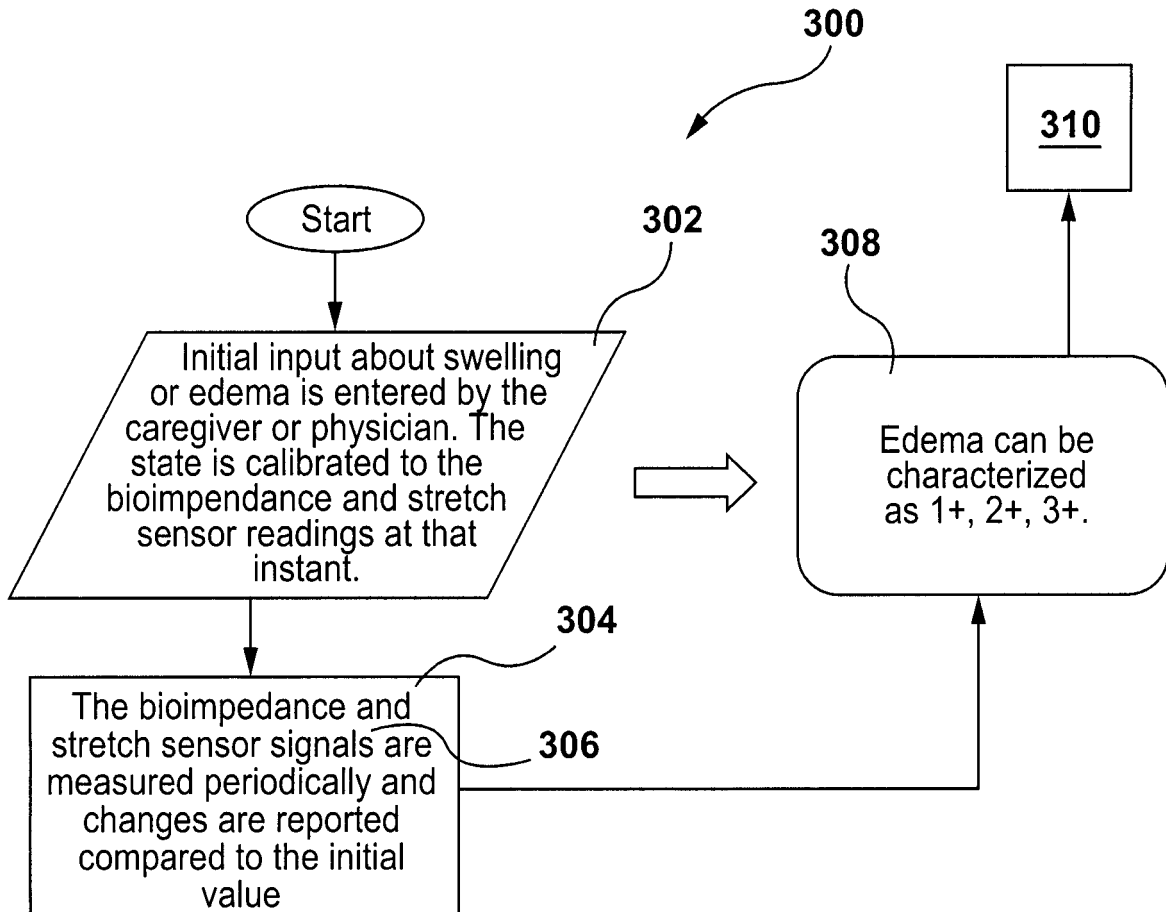 300
310
Start
302
Initial input about swelling
or edema is entered by the
caregiver or physician. The
state is calibrated to the
bioimpendance and stretch
sensor readings at that
instant.
308
Edema can be
characterized
as 1+, 2+, 3+.
304
The bioimpedance and
stretch sensor signals are
measured periodically and
changes are reported
compared to the initial
value
306